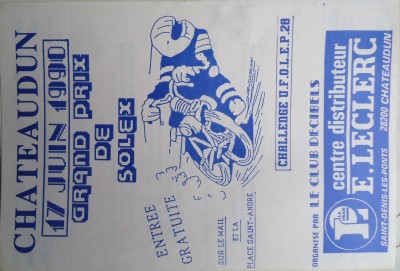 CHATEAUDUN
17 JUIN 1990
GRAND PRIX
DE
SOLEX
ENTREE
GRATUITE
SUR LE MAIL
ET LA
PLACE SAINT-ANDRE
CHALLENGE U.F.O.L.E.P.28
ORGANISE PAR LE CLUB DECIBELS
centre distributeur
E. LECLERC
SAINT-DENIS-LES-PONTS 28200 CHATEAUDUN